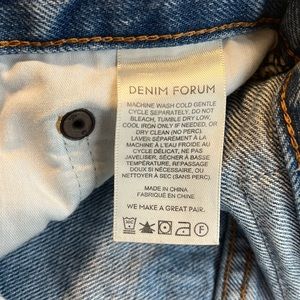 DENIM FORUM
MACHINE WASH COLD GENTLE
CYCLE SEPARATELY, DO NOT
BLEACH, TUMBLE DRY LOW,
COOL IRON ONLY IF NEEDED, OR
DRY CLEAN (NO PERC).
LAVER SÉPARÉMENT À LA
MACHINE À L'EAU FROIDE AU
CYCLE DÉLICAT, NE PAS
JAVELISER, SÉCHER À BASSE
TEMPÉRATURE, REPASSAGE
DOUX SI NÉCESSAIRE, OU
NETTOYER À SEC (SANS PERC).
MADE IN CHINA
FABRIQUÉ EN CHINE
WE MAKE A GREAT PAIR.
F